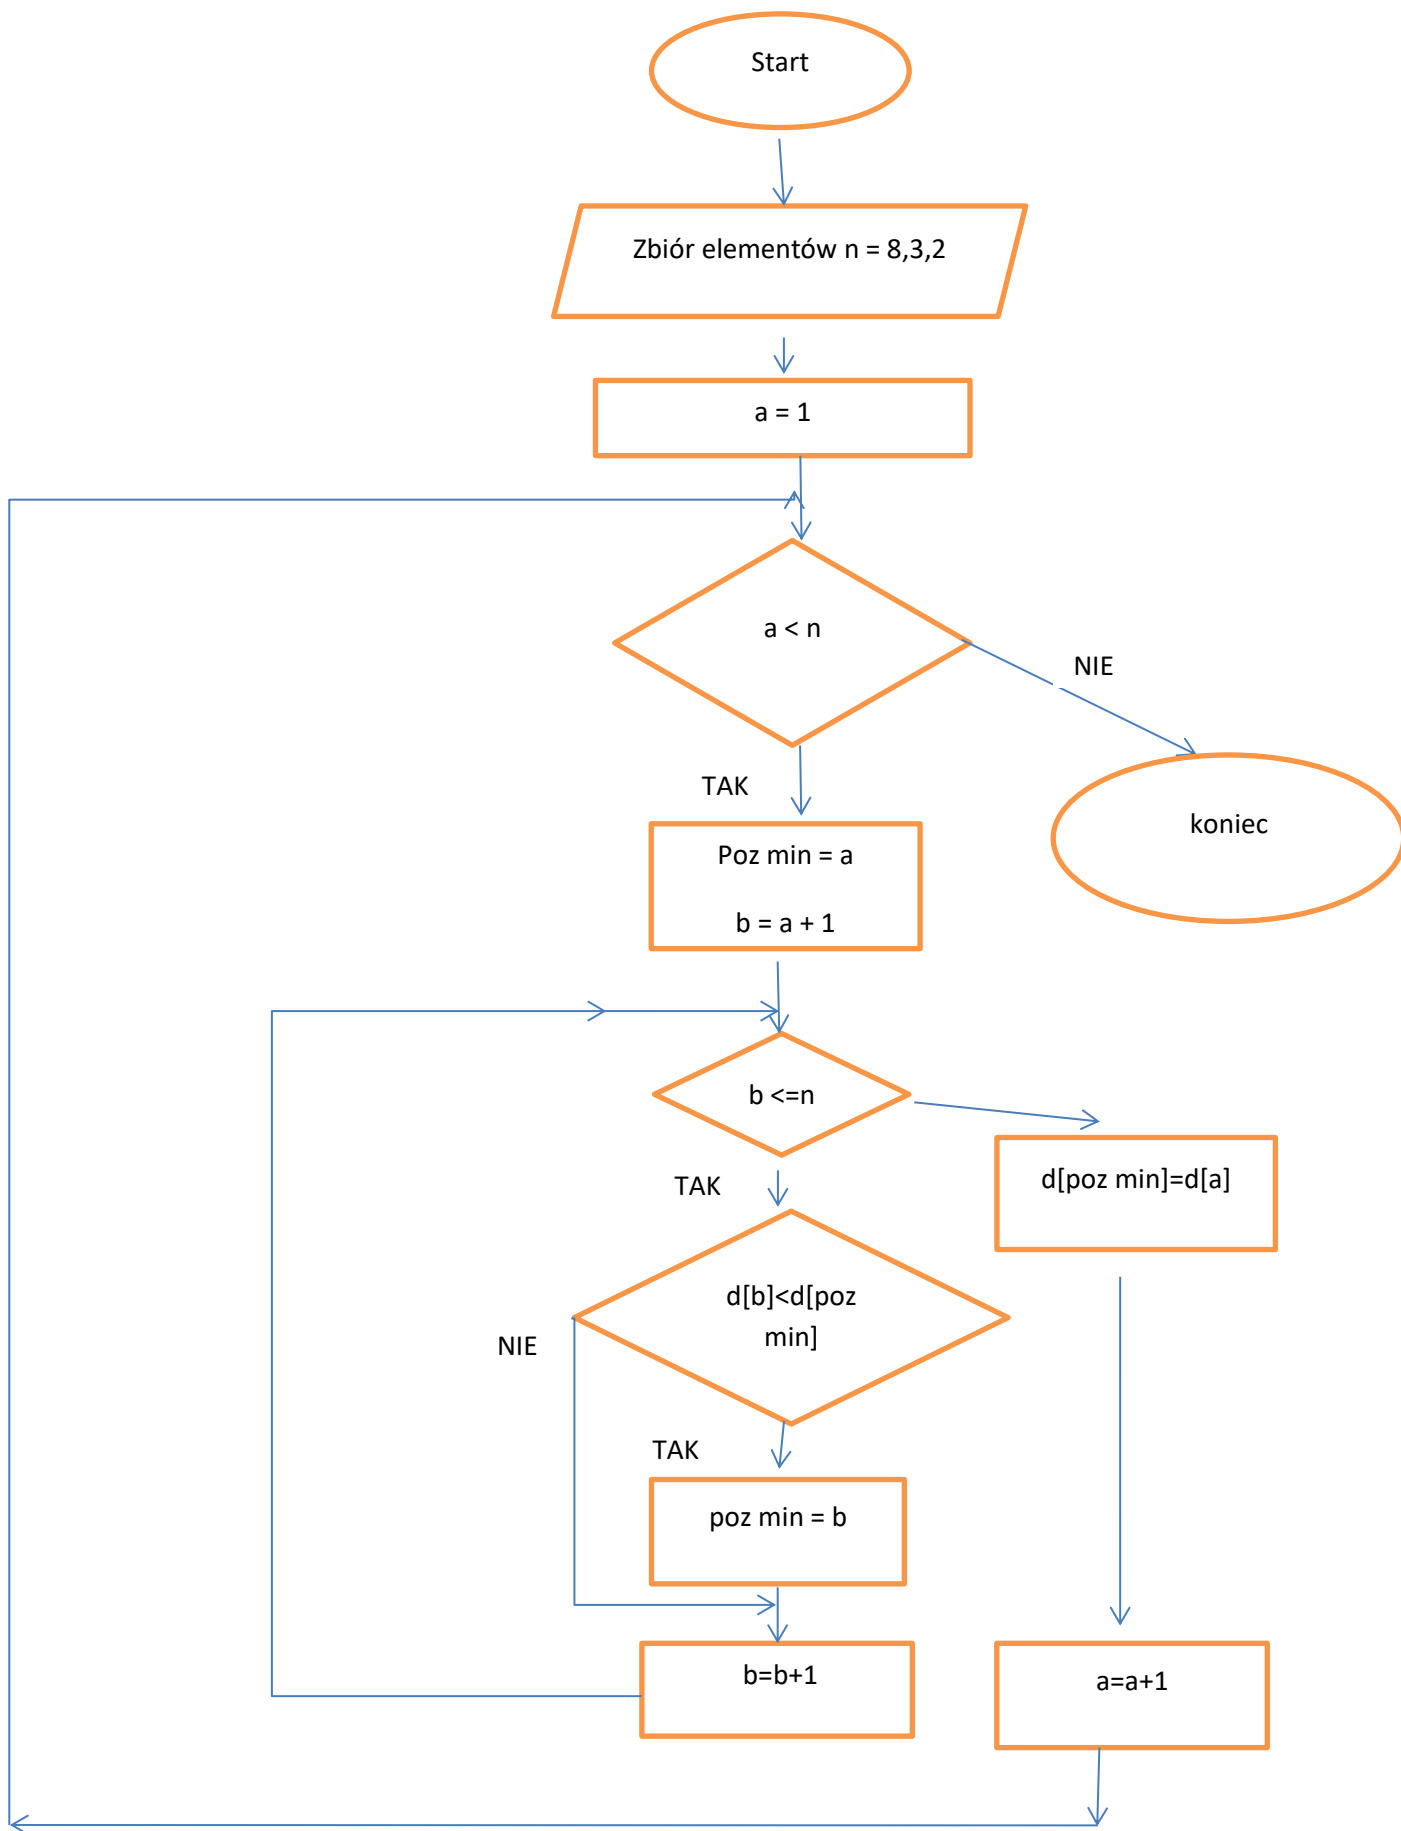 Start
Zbiór elementów n = 8,3,2
a = 1
a < n
NIE
TAK
koniec
Poz min = a
b = a + 1
b <=n
TAK
d[poz min]=d[a]
d[b]<d[poz
min]
NIE
TAK
poz min = b
b=b+1
a=a+1